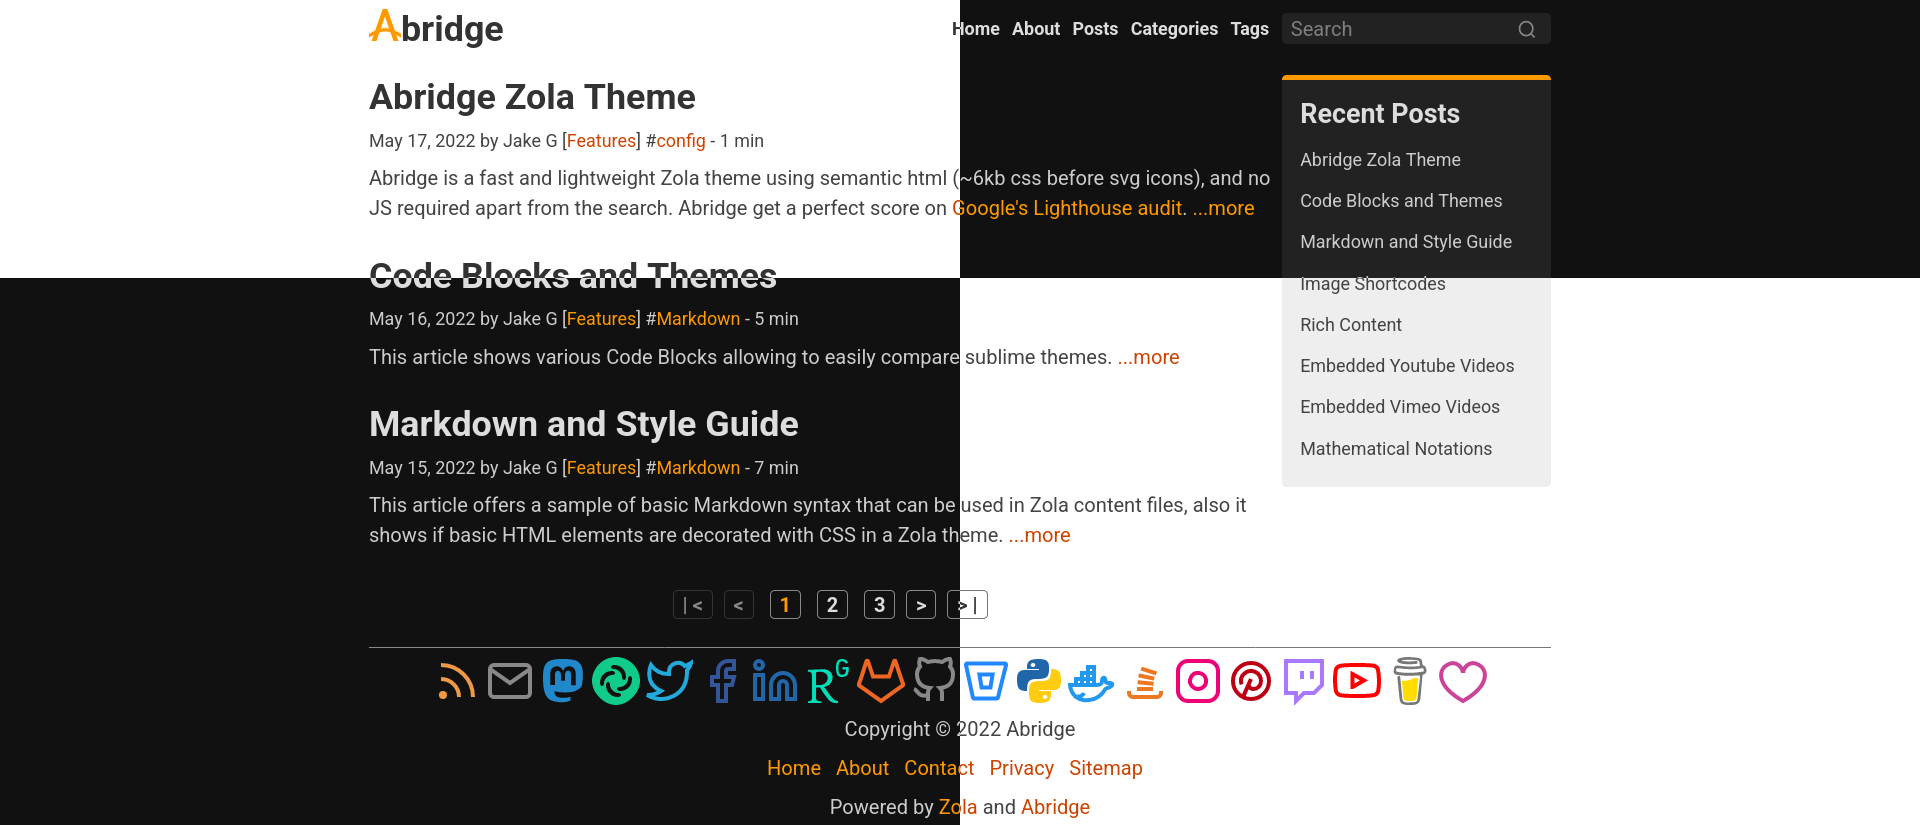 Abridge
Home About Posts Categories Tags Search
Abridge Zola Theme
May 17, 2022 by Jake G [Features] #config - 1 min
Abridge is a fast and lightweight Zola theme using semantic html (~6kb css before svg icons), and no
JS required apart from the search. Abridge get a perfect score on Google's Lighthouse audit. ...more
Code Blocks and Themes
May 16, 2022 by Jake G [Features] #Markdown - 5 min
This article shows various Code Blocks allowing to easily compare sublime themes. ...more
Markdown and Style Guide
May 15, 2022 by Jake G [Features] #Markdown - 7 min
This article offers a sample of basic Markdown syntax that can be used in Zola content files, also it
shows if basic HTML elements are decorated with CSS in a Zola theme. ...more
|< < 1 2 3 > >|
Recent Posts
Abridge Zola Theme
Code Blocks and Themes
Markdown and Style Guide
Image Shortcodes
Rich Content
Embedded Youtube Videos
Embedded Vimeo Videos
Mathematical Notations
in RG
Copyright © 2022 Abridge
Home About Contact Privacy Sitemap
Powered by Zola and Abridge